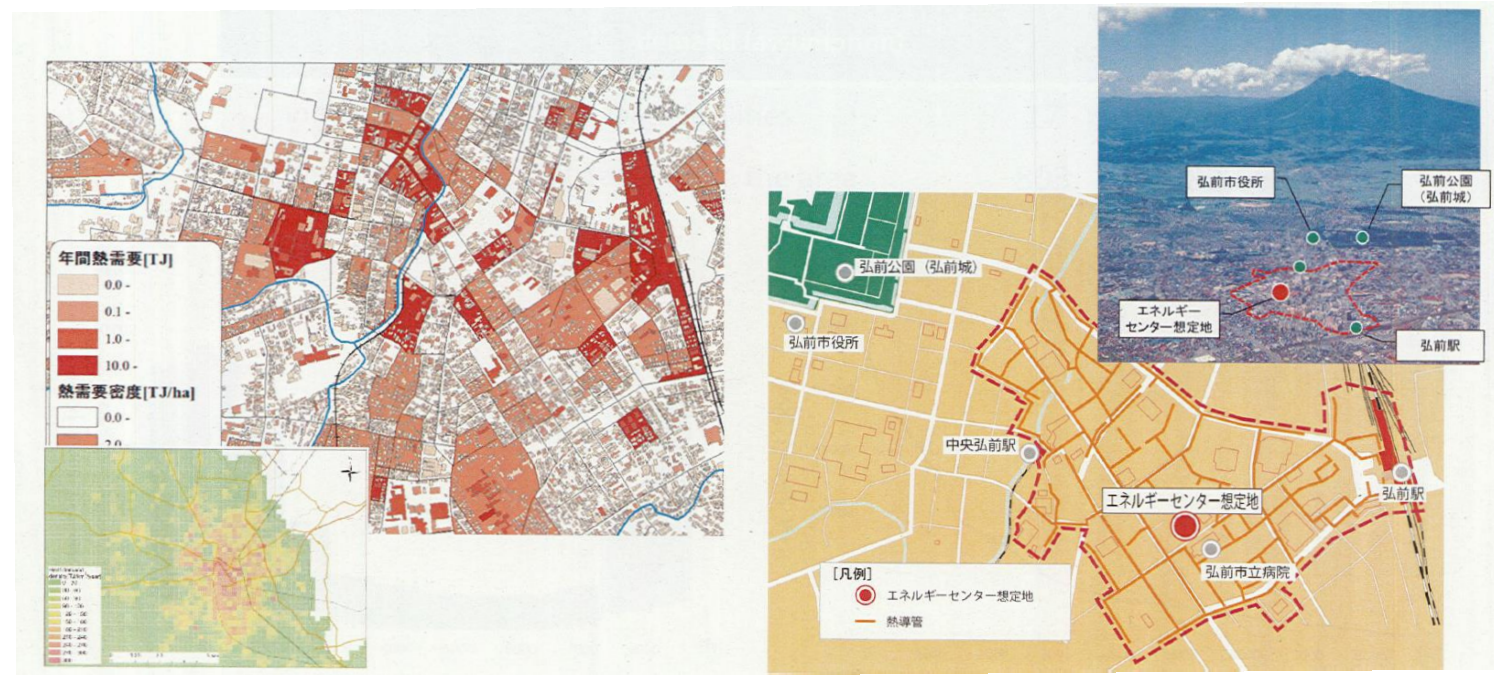 年間熱需要[TJ]
0.0 -
0.1 -
1.0 -
10.0 -
熱需要密度[TJ/ha]
0.0 -
2.0 -
弘前市役所
弘前公園
(弘前城)
エネルギー
センター想定地
弘前駅
弘前公園（弘前城）
弘前市役所
中央弘前駅
エネルギーセンター想定地
弘前駅
弘前市立病院
［凡例］
エネルギーセンター想定地
熱導管